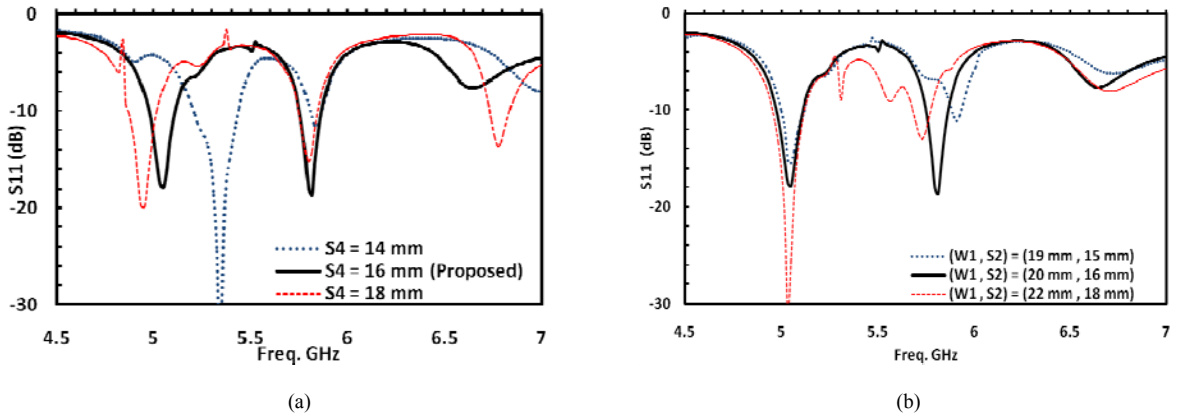 0
-10
-20
-30
S11 (dB)
S4 = 14 mm
S4 = 16 mm (Proposed)
S4 = 18 mm
4.5 5 5.5 6 6.5 7
Freq. GHz
(a)
0
-10
-20
-30
S11 (dB)
(W1 , S2) = (19 mm , 15 mm)
(W1 , S2) = (20 mm , 16 mm)
(W1 , S2) = (22 mm , 18 mm)
4.5 5 5.5 6 6.5 7
Freq. GHz
(b)